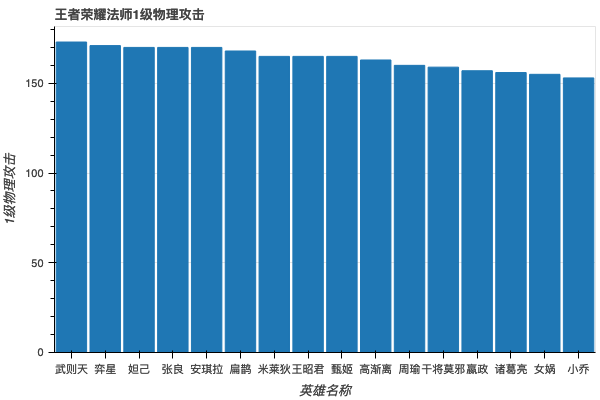 王者荣耀法师1级物理攻击
150
100
50
0
1级物理攻击
武则天 弈星 妲己 张良 安琪拉 扁鹊 米莱狄 王昭君 甄姬 高渐离 周瑜 干将莫邪 嬴政 诸葛亮 女娲 小乔
英雄名称